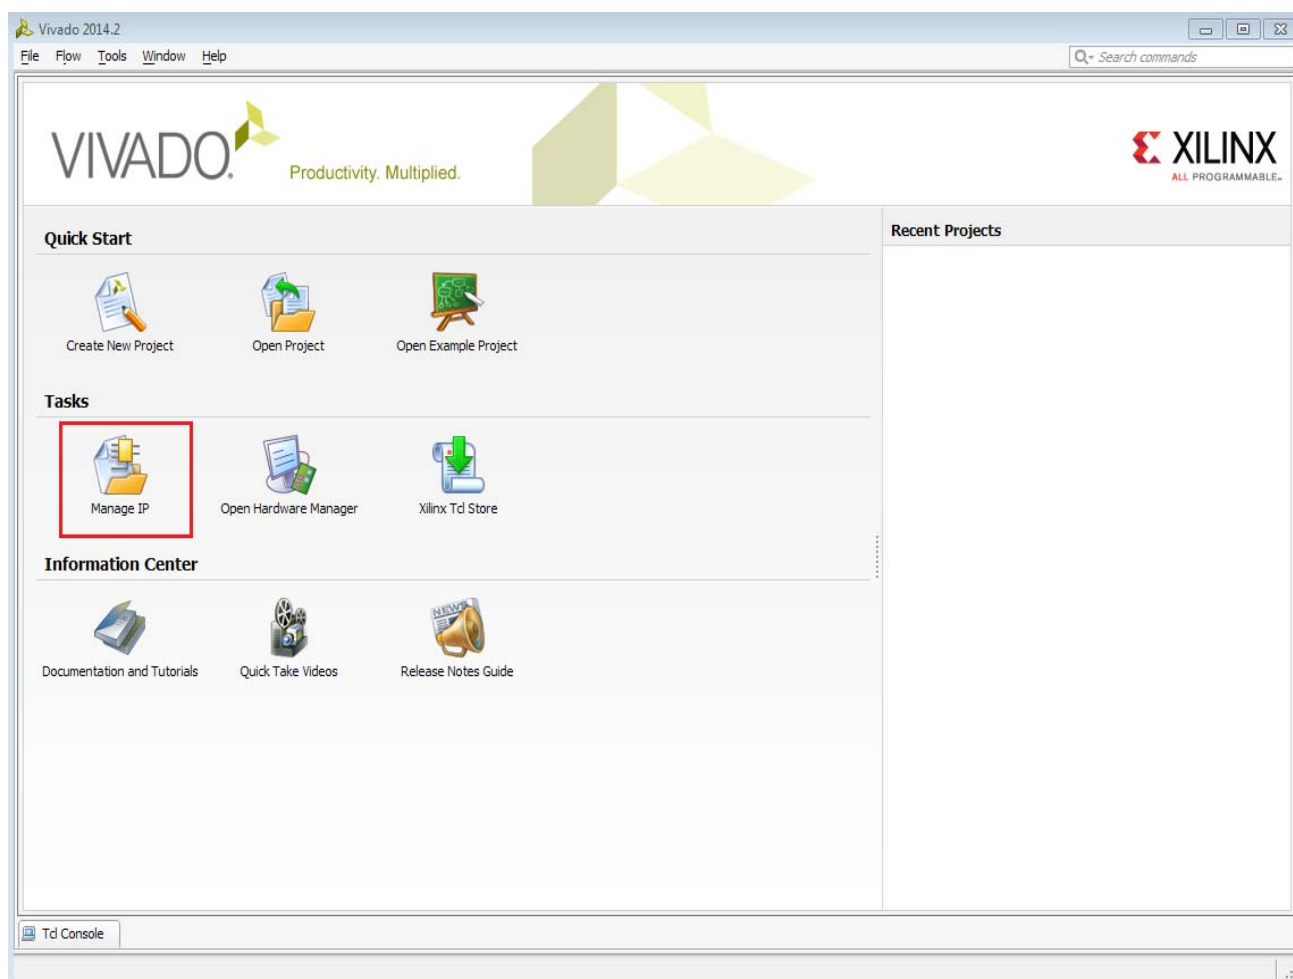 Vivado 2014.2
File Flow Tools Window Help
Search commands
VIVADO.
Productivity. Multiplied.
XILINX
ALL PROGRAMMABLE™
Quick Start
Recent Projects
Create New Project
Open Project
Open Example Project
Tasks
Manage IP
Open Hardware Manager
Xilinx Tcl Store
Information Center
NEWS
Documentation and Tutorials
Quick Take Videos
Release Notes Guide
Tcl Console